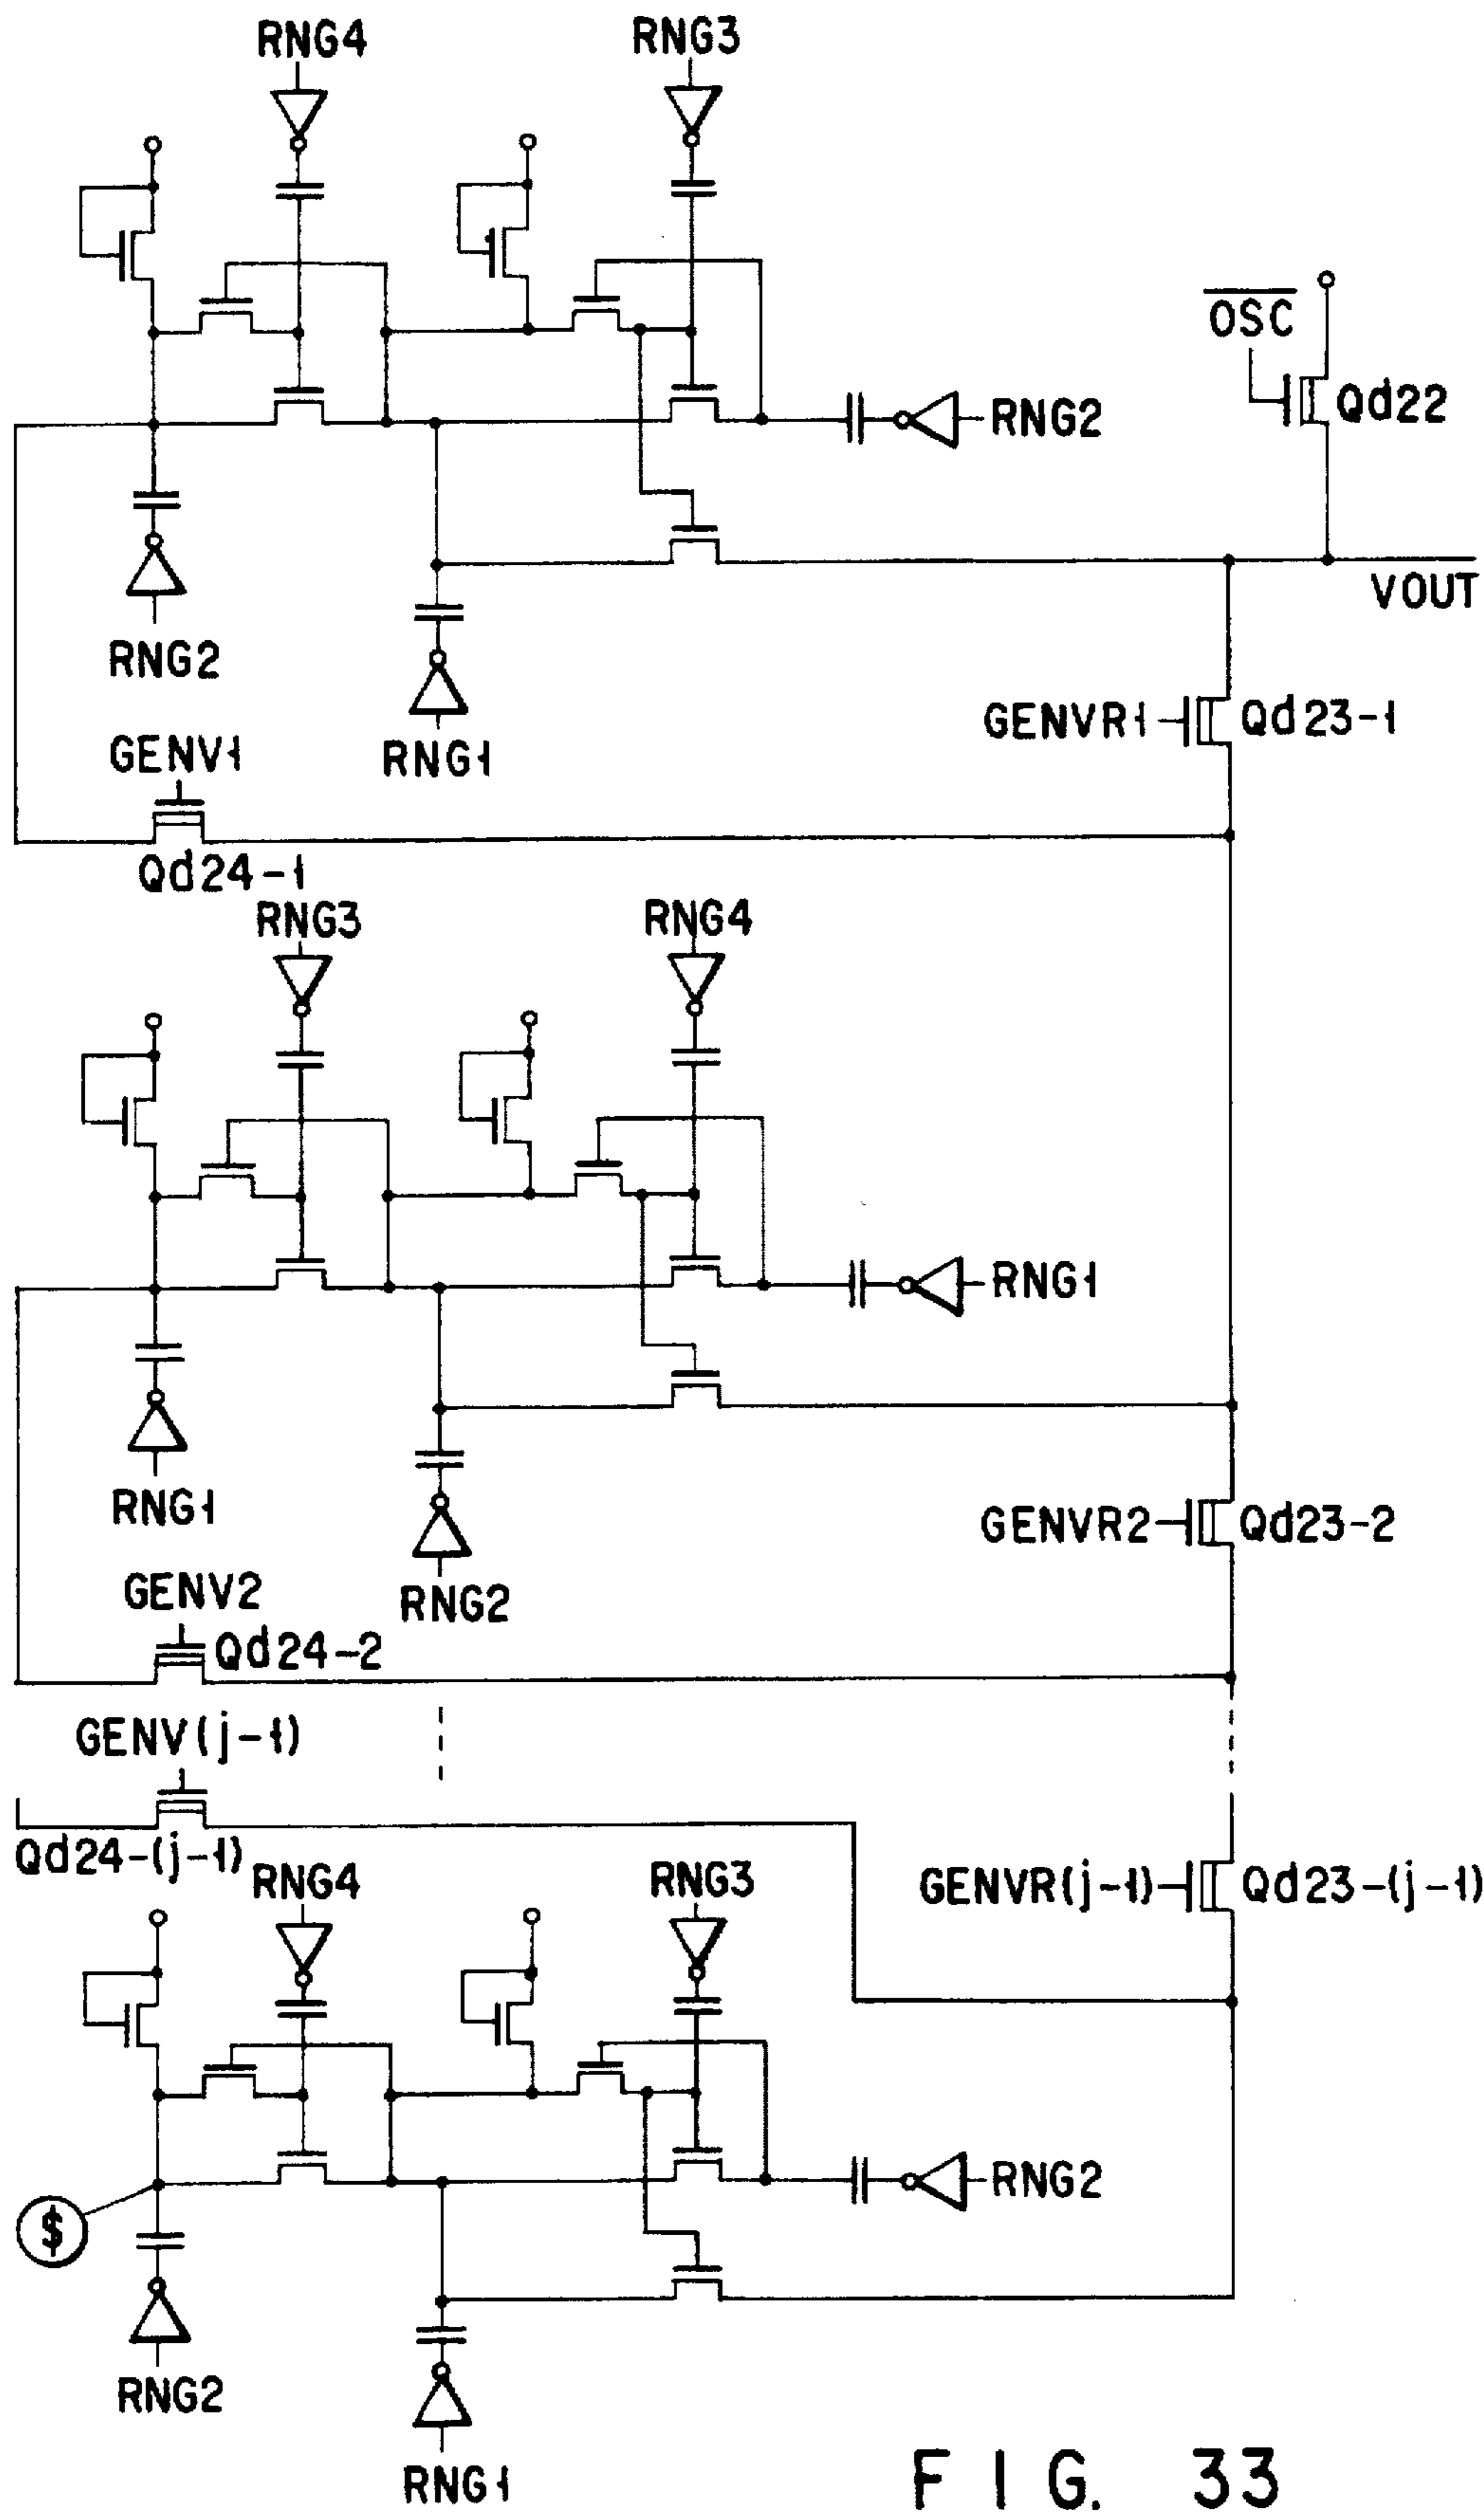 RNG4 RNG3
OSC
Qd22
RNG2
VOUT
RNG2
RNG1
GENVR1 Qd23-1
GENV1
Qd24-1
RNG3 RNG4
RNG1
RNG1
GENVR2 Qd23-2
RNG2
GENV2
Qd24-2
GENV(j-1)
Qd24-(j-1)
RNG4 RNG3
GENVR(j-1) Qd23-(j-1)
RNG2
$
RNG2
RNG1
FIG. 33